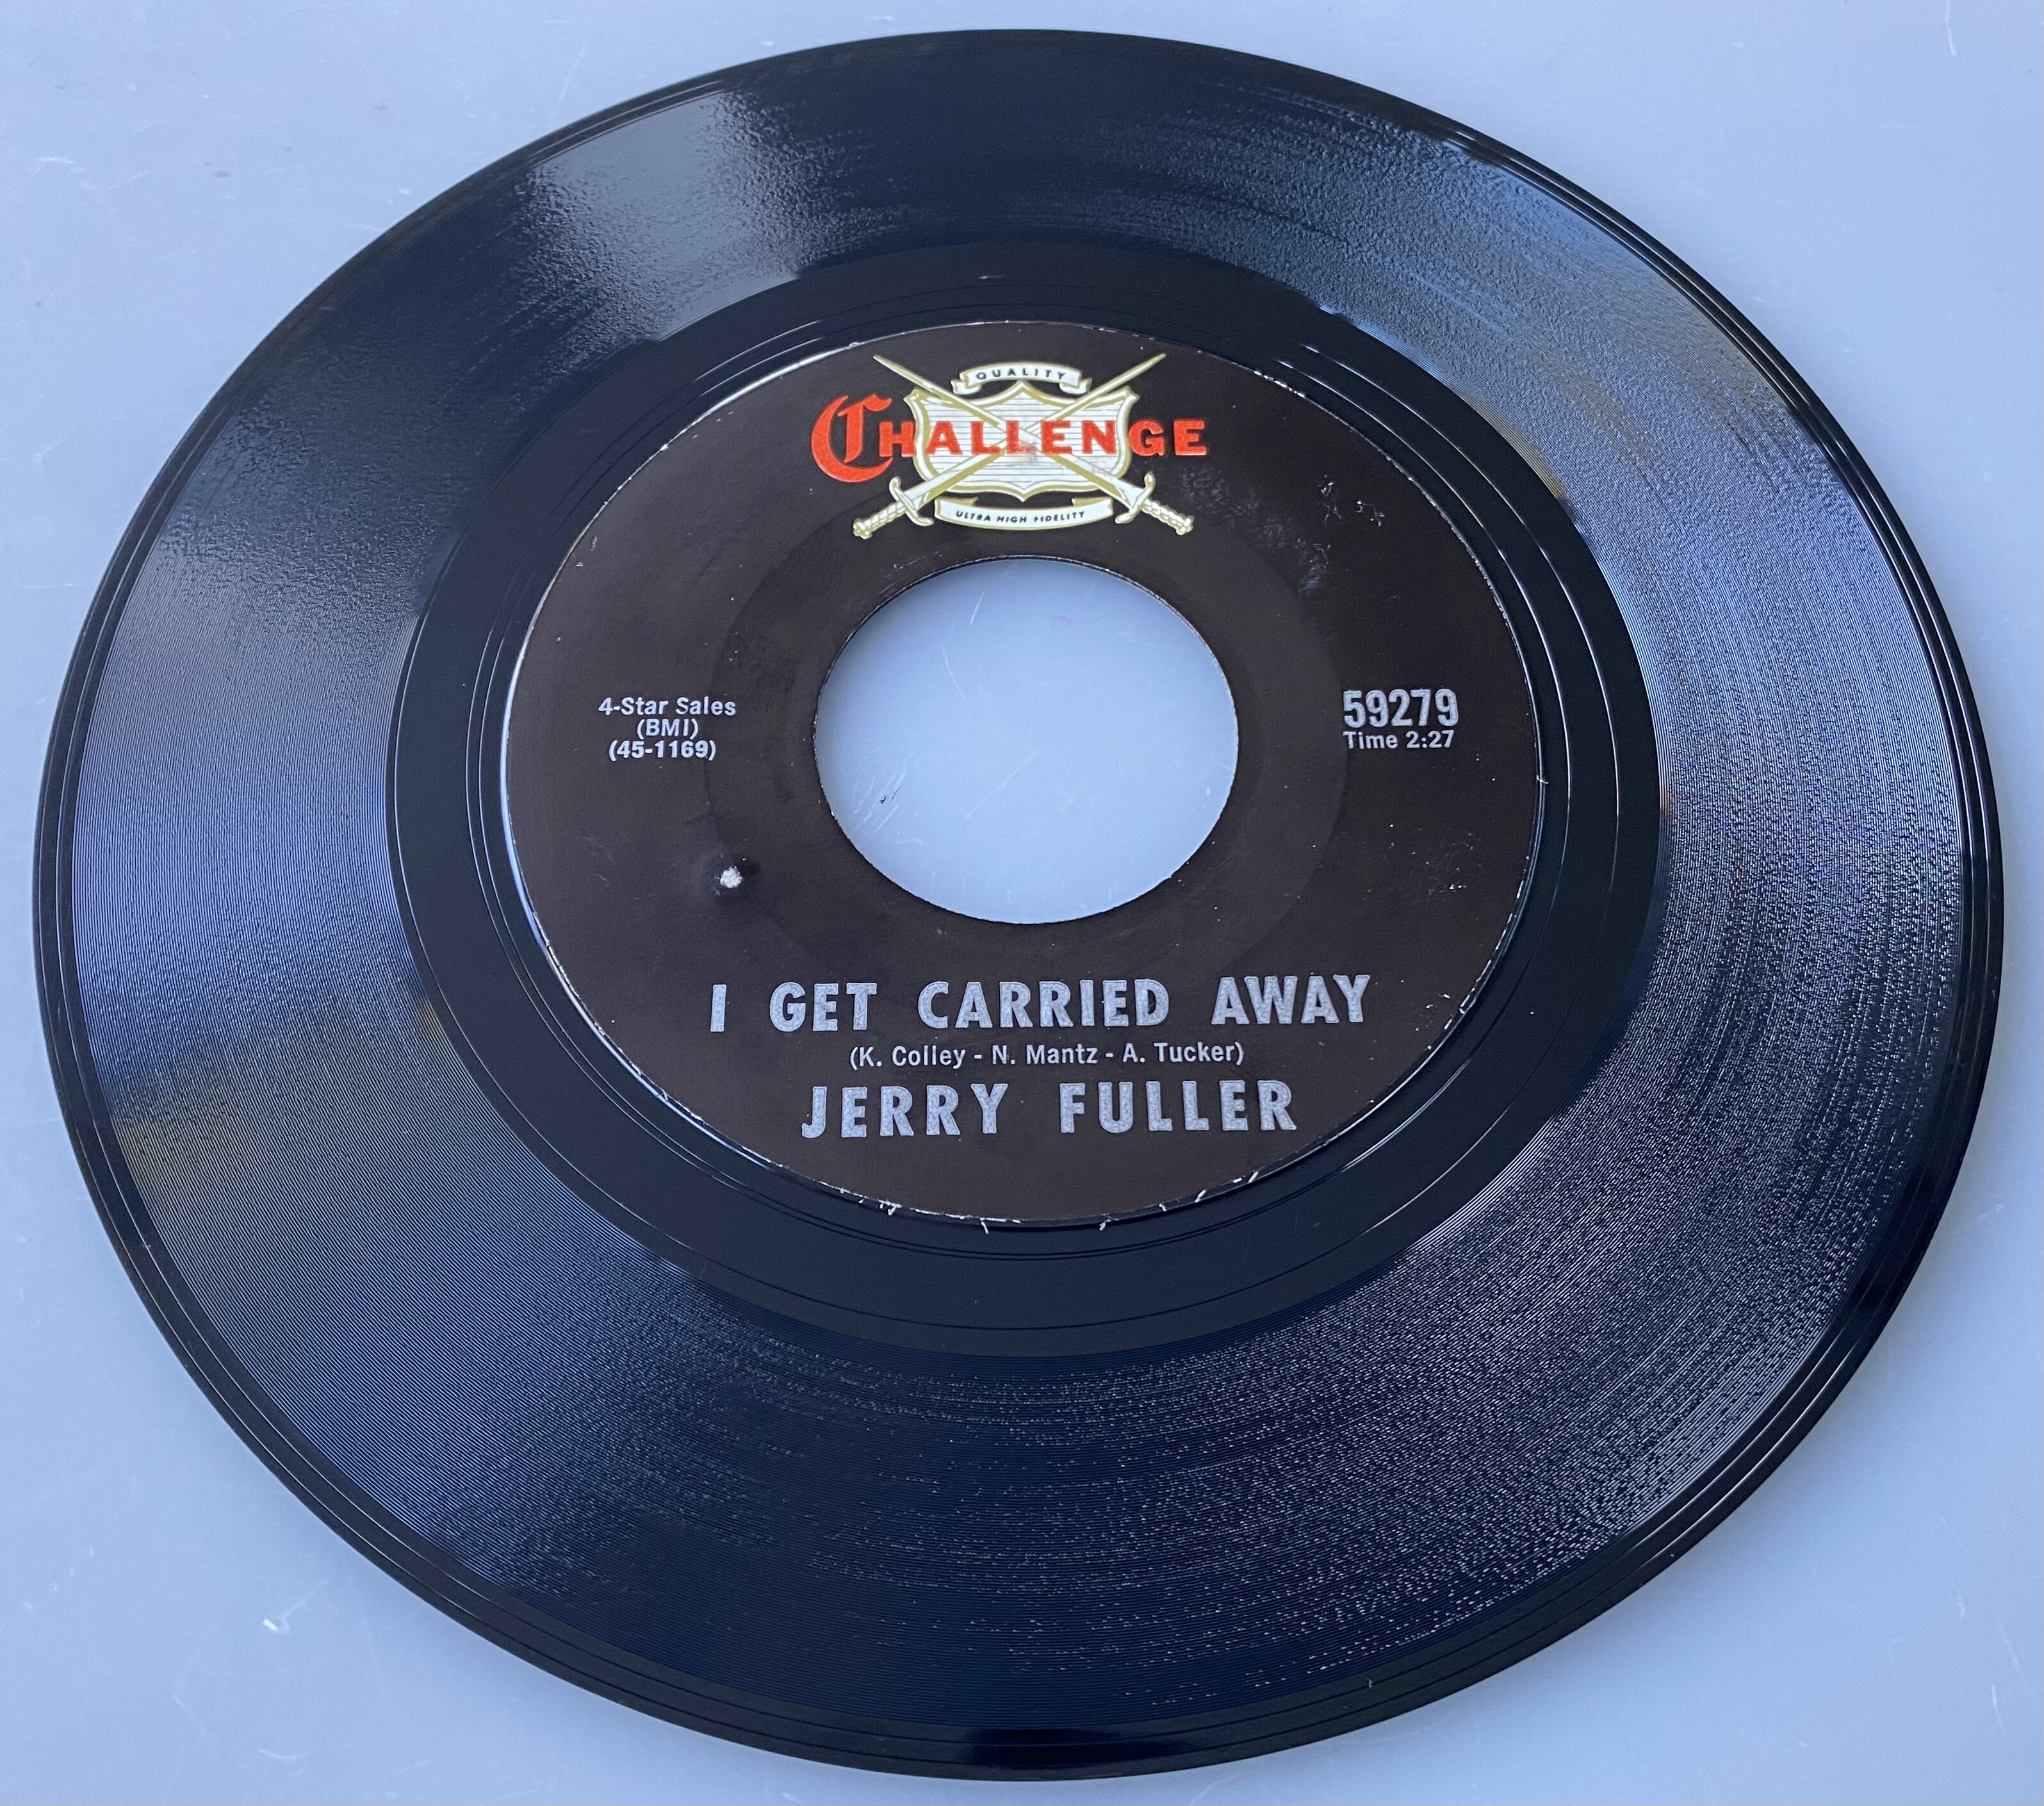 QUALITY
CHALLENGE
ULTRA HIGH FIDELITY
4-Star Sales
(BMI)
(45-1169)
59279
Time 2:27
I GET CARRIED AWAY
(K. Colley - N. Mantz - A. Tucker)
JERRY FULLER